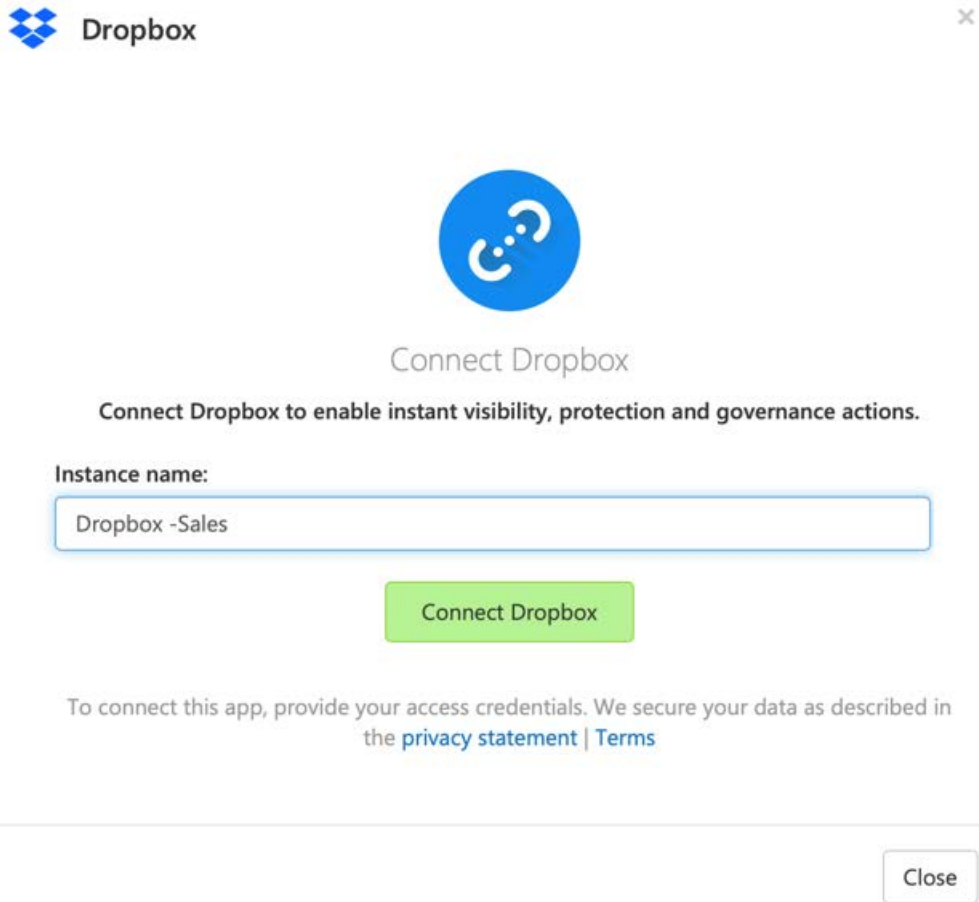 Dropbox
×
Connect Dropbox
Connect Dropbox to enable instant visibility, protection and governance actions.
Instance name:
Dropbox -Sales
Connect Dropbox
To connect this app, provide your access credentials. We secure your data as described in
the privacy statement | Terms
Close